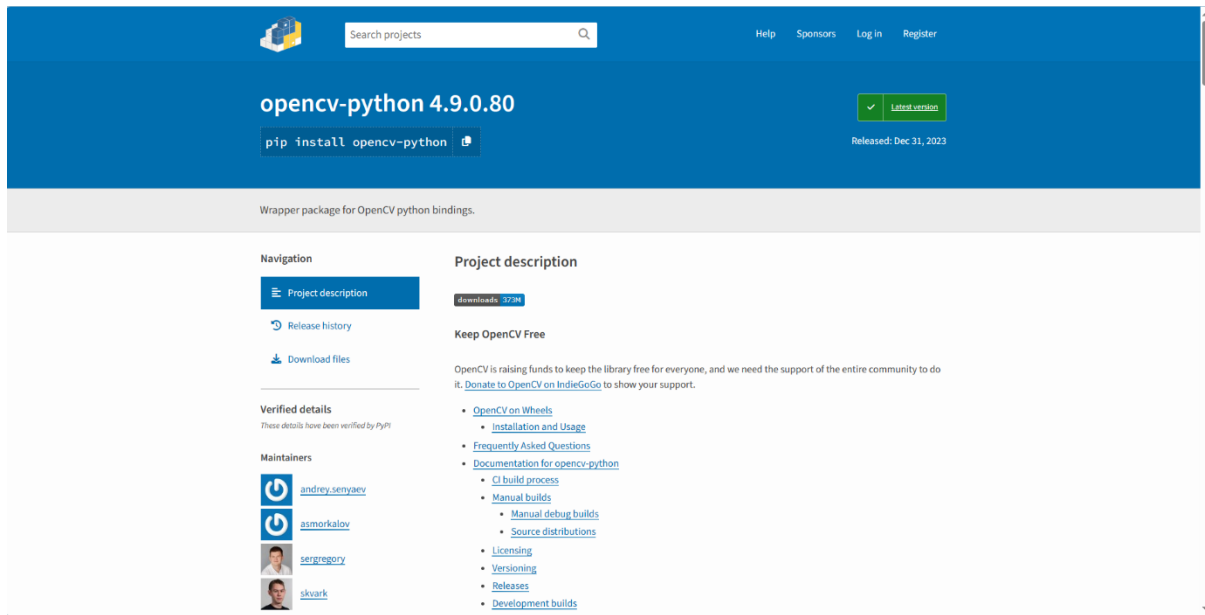 Search projects
Help Sponsors Log in Register
opencv-python 4.9.0.80
Latest version
pip install opencv-python
Released: Dec 31, 2023
Wrapper package for OpenCV python bindings.
Navigation
Project description
Release history
Download files
Verified details
These details have been verified by PyPI
Maintainers
andrey.senyaev
asmorkalov
sergregory
skvark
Project description
downloads 373M
Keep OpenCV Free
OpenCV is raising funds to keep the library free for everyone, and we need the support of the entire community to do
it. Donate to OpenCV on IndieGoGo to show your support.
OpenCV on Wheels
Installation and Usage
Frequently Asked Questions
Documentation for opencv-python
CI build process
Manual builds
Manual debug builds
Source distributions
Licensing
Versioning
Releases
Development builds